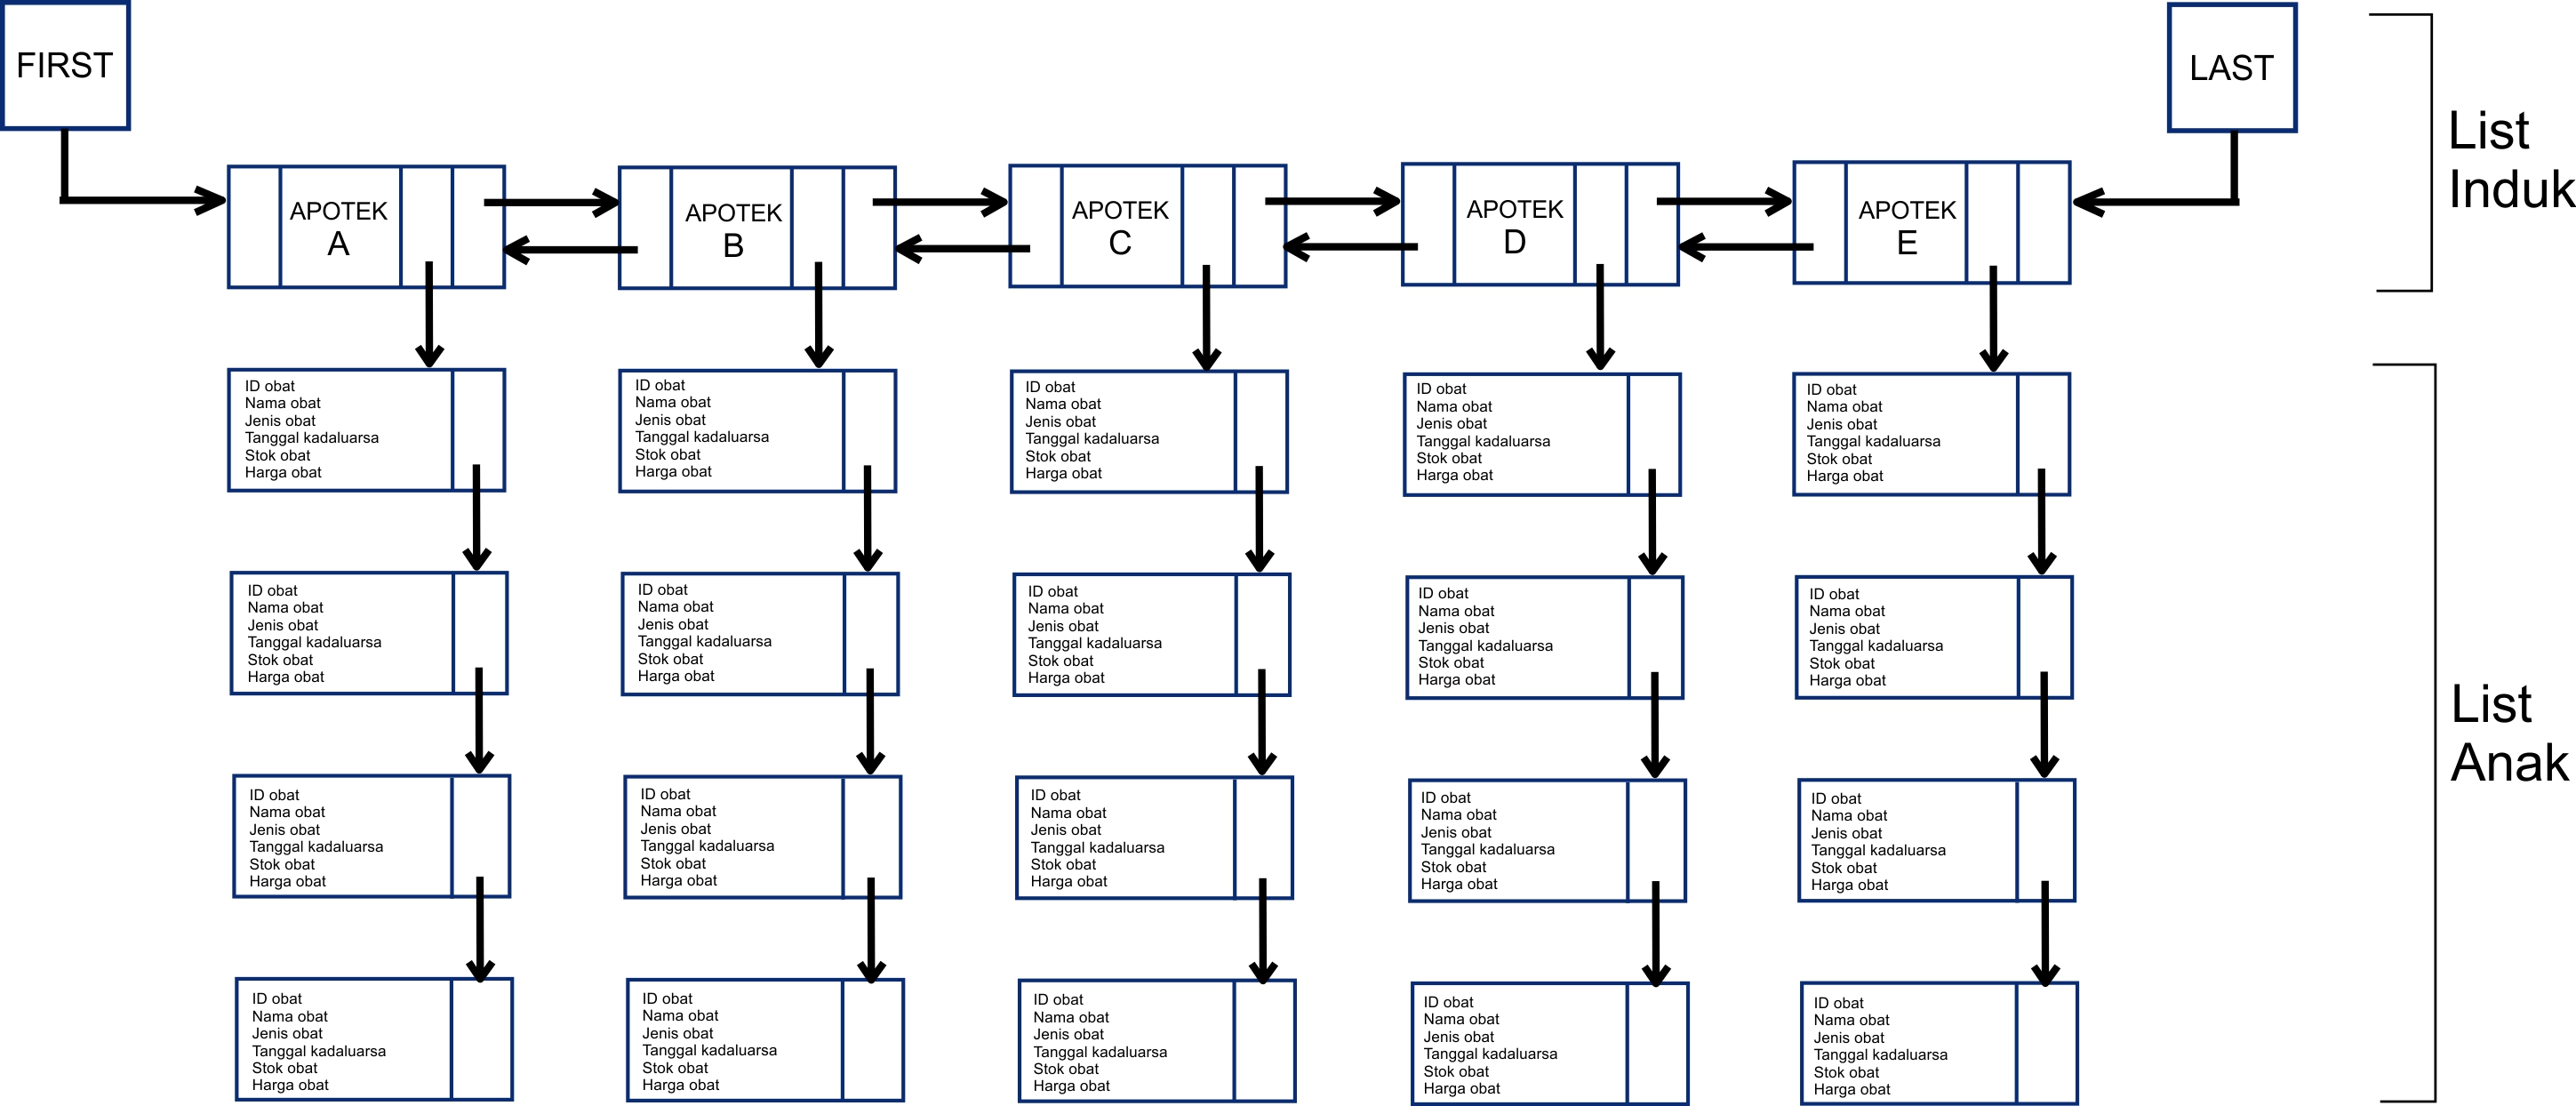 FIRST
LAST
List
Induk
APOTEK
A
APOTEK
B
APOTEK
C
APOTEK
D
APOTEK
E
ID obat
Nama obat
Jenis obat
Tanggal kadaluarsa
Stok obat
Harga obat
ID obat
Nama obat
Jenis obat
Tanggal kadaluarsa
Stok obat
Harga obat
ID obat
Nama obat
Jenis obat
Tanggal kadaluarsa
Stok obat
Harga obat
ID obat
Nama obat
Jenis obat
Tanggal kadaluarsa
Stok obat
Harga obat
ID obat
Nama obat
Jenis obat
Tanggal kadaluarsa
Stok obat
Harga obat
ID obat
Nama obat
Jenis obat
Tanggal kadaluarsa
Stok obat
Harga obat
ID obat
Nama obat
Jenis obat
Tanggal kadaluarsa
Stok obat
Harga obat
ID obat
Nama obat
Jenis obat
Tanggal kadaluarsa
Stok obat
Harga obat
ID obat
Nama obat
Jenis obat
Tanggal kadaluarsa
Stok obat
Harga obat
ID obat
Nama obat
Jenis obat
Tanggal kadaluarsa
Stok obat
Harga obat
List
Anak
ID obat
Nama obat
Jenis obat
Tanggal kadaluarsa
Stok obat
Harga obat
ID obat
Nama obat
Jenis obat
Tanggal kadaluarsa
Stok obat
Harga obat
ID obat
Nama obat
Jenis obat
Tanggal kadaluarsa
Stok obat
Harga obat
ID obat
Nama obat
Jenis obat
Tanggal kadaluarsa
Stok obat
Harga obat
ID obat
Nama obat
Jenis obat
Tanggal kadaluarsa
Stok obat
Harga obat
ID obat
Nama obat
Jenis obat
Tanggal kadaluarsa
Stok obat
Harga obat
ID obat
Nama obat
Jenis obat
Tanggal kadaluarsa
Stok obat
Harga obat
ID obat
Nama obat
Jenis obat
Tanggal kadaluarsa
Stok obat
Harga obat
ID obat
Nama obat
Jenis obat
Tanggal kadaluarsa
Stok obat
Harga obat
ID obat
Nama obat
Jenis obat
Tanggal kadaluarsa
Stok obat
Harga obat